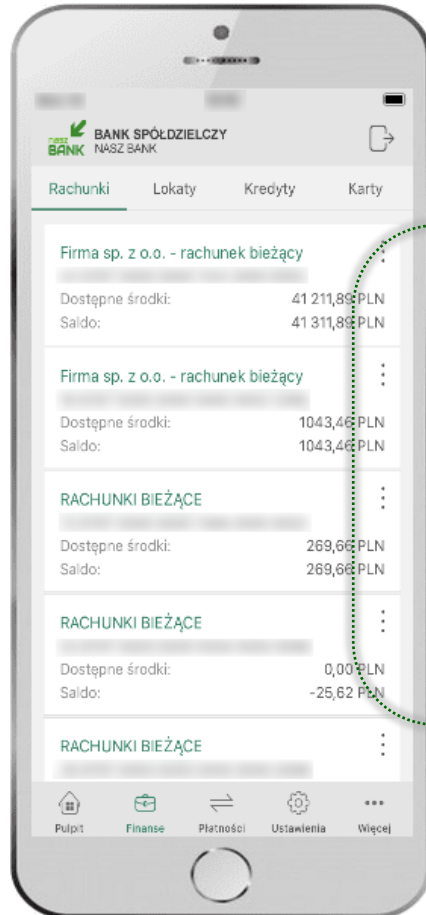 nasz
BANK
BANK SPÓŁDZIELCZY
NASZ BANK
Rachunki Lokaty Kredyty Karty
Firma sp. z o.o. - rachunek bieżący
Dostępne środki: 41 211,89 PLN
Saldo: 41 311,89 PLN
Firma sp. z o.o. - rachunek bieżący
Dostępne środki: 1043,46 PLN
Saldo: 1043,46 PLN
RACHUNKI BIEŻĄCE
Dostępne środki: 269,66 PLN
Saldo: 269,66 PLN
RACHUNKI BIEŻĄCE
Dostępne środki: 0,00 PLN
Saldo: -25,62 PLN
RACHUNKI BIEŻĄCE
Pulpit Finanse Płatności Ustawienia Więcej